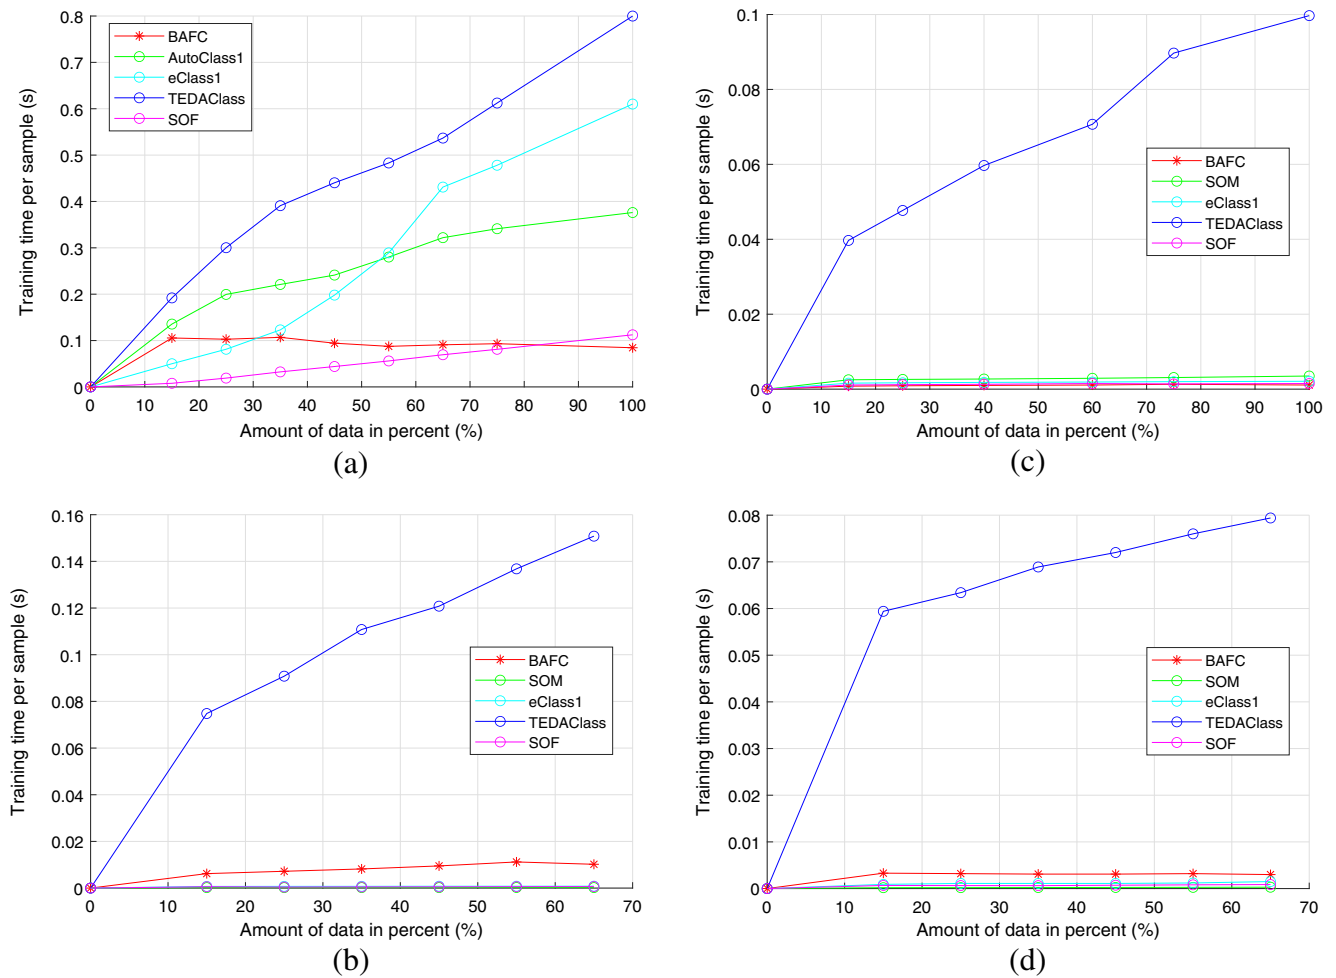 0.8
0.7
0.6
0.5
0.4
0.3
0.2
0.1
0
Training time per sample (s)
BAFC
AutoClass1
eClass1
TEDAClass
SOF
0 10 20 30 40 50 60 70 80 90 100
Amount of data in percent (%)
(a)
0.1
0.08
0.06
0.04
0.02
0
Training time per sample (s)
BAFC
SOM
eClass1
TEDAClass
SOF
0 10 20 30 40 50 60 70 80 90 100
Amount of data in percent (%)
(c)
0.16
0.14
0.12
0.1
0.08
0.06
0.04
0.02
0
Training time per sample (s)
BAFC
SOM
eClass1
TEDAClass
SOF
0 10 20 30 40 50 60 70
Amount of data in percent (%)
(b)
0.08
0.07
0.06
0.05
0.04
0.03
0.02
0.01
0
Training time per sample (s)
BAFC
SOM
eClass1
TEDAClass
SOF
0 10 20 30 40 50 60 70
Amount of data in percent (%)
(d)